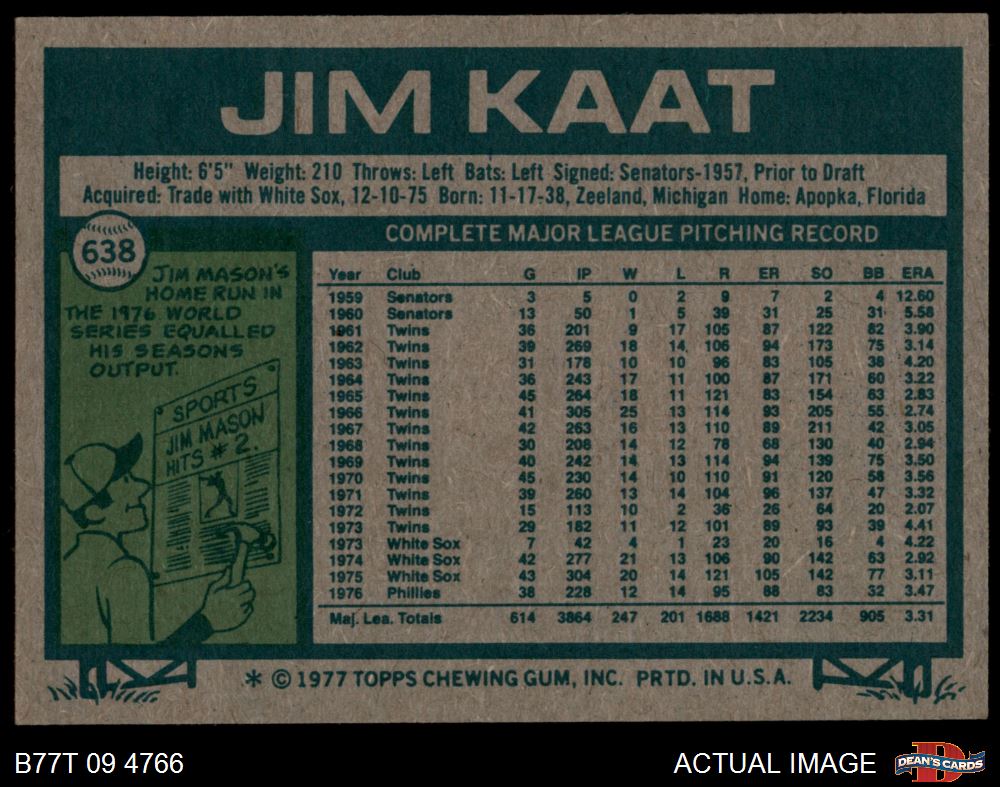 JIM KAAT
Height: 6'5" Weight: 210 Throws: Left Bats: Left Signed: Senators-1957, Prior to Draft
Acquired: Trade with White Sox, 12-10-75 Born: 11-17-38, Zeeland, Michigan Home: Apopka, Florida
638
JIM MASON'S
HOME RUN IN
THE 1976 WORLD
SERIES EQUALLED
HIS SEASONS
OUTPUT.
SPORTS
JIM MASON
HITS #2.
COMPLETE MAJOR LEAGUE PITCHING RECORD
Year Club G IP W L R ER SO BB ERA
1959 Senators 3 5 0 2 9 7 2 4 12.60
1960 Senators 13 50 1 5 39 31 25 31 5.58
1961 Twins 36 201 9 17 105 87 122 82 3.90
1962 Twins 39 269 18 14 106 94 173 75 3.14
1963 Twins 31 178 10 10 96 83 105 38 4.20
1964 Twins 36 243 17 11 100 87 171 60 3.22
1965 Twins 45 264 18 11 121 83 154 63 2.83
1966 Twins 41 305 25 13 114 93 205 55 2.74
1967 Twins 42 263 16 13 110 89 211 42 3.05
1968 Twins 30 208 14 12 78 68 130 40 2.94
1969 Twins 40 242 14 13 114 94 139 75 3.50
1970 Twins 45 230 14 10 110 91 120 58 3.56
1971 Twins 39 260 13 14 104 96 137 47 3.32
1972 Twins 15 113 10 2 36 26 64 20 2.07
1973 Twins 29 182 11 12 101 89 93 39 4.41
1973 White Sox 7 42 4 1 23 20 16 4 4.22
1974 White Sox 42 277 21 13 106 90 142 63 2.92
1975 White Sox 43 304 20 14 121 105 142 77 3.11
1976 Phillies 38 228 12 14 95 88 83 32 3.47
Maj. Lea. Totals 614 3864 247 201 1688 1421 2234 905 3.31
* © 1977 TOPPS CHEWING GUM, INC. PRTD. IN U.S.A.
B77T 09 4766
ACTUAL IMAGE
DEAN'S CARDS